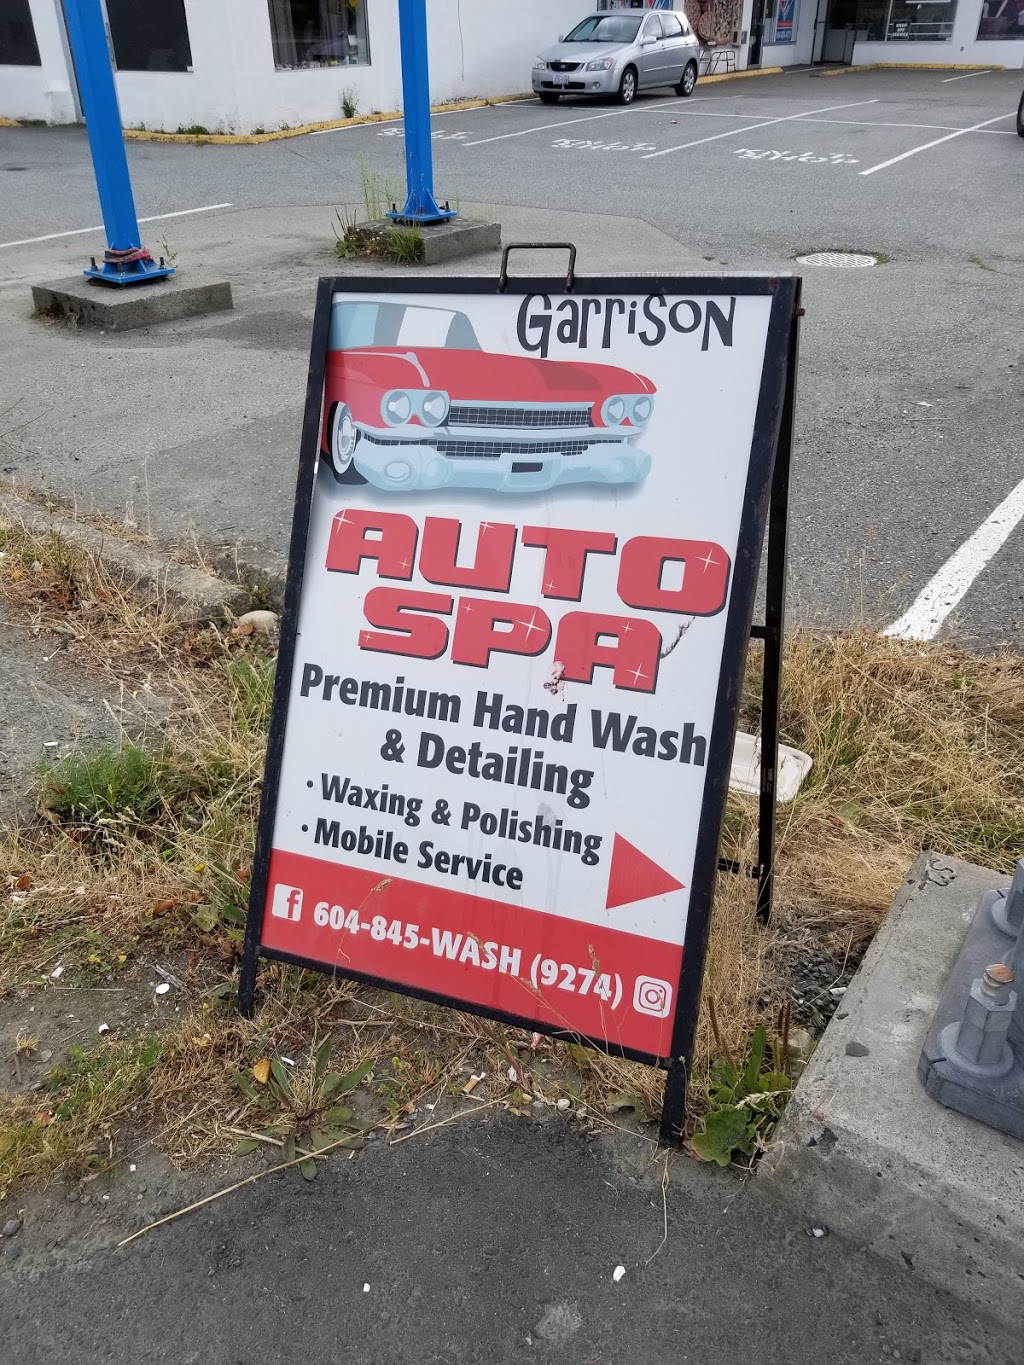 Garrison
AUTO
SPA
Premium Hand Wash
& Detailing
• Waxing & Polishing
• Mobile Service
604-845-WASH (9274)